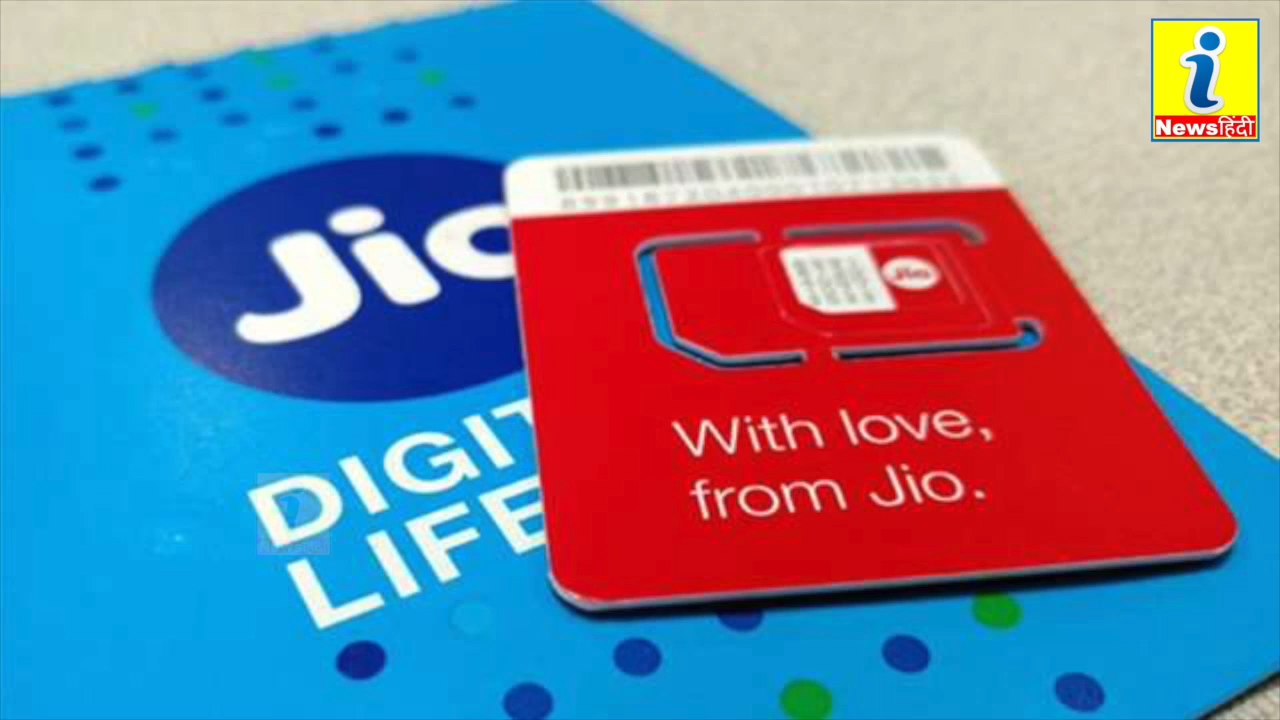 Newsहिंदी
Jio
DIGIT
LIFE
Jio
With love,
from Jio.